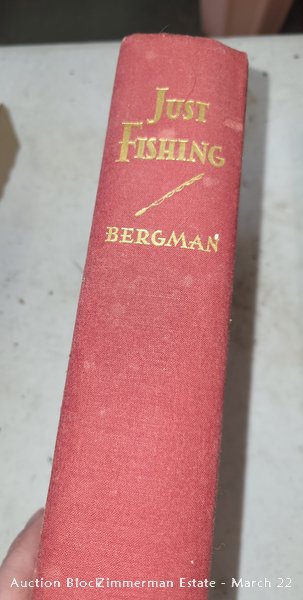 JUST
FISHING
BERGMAN
Auction Block Zimmerman Estate - March 22